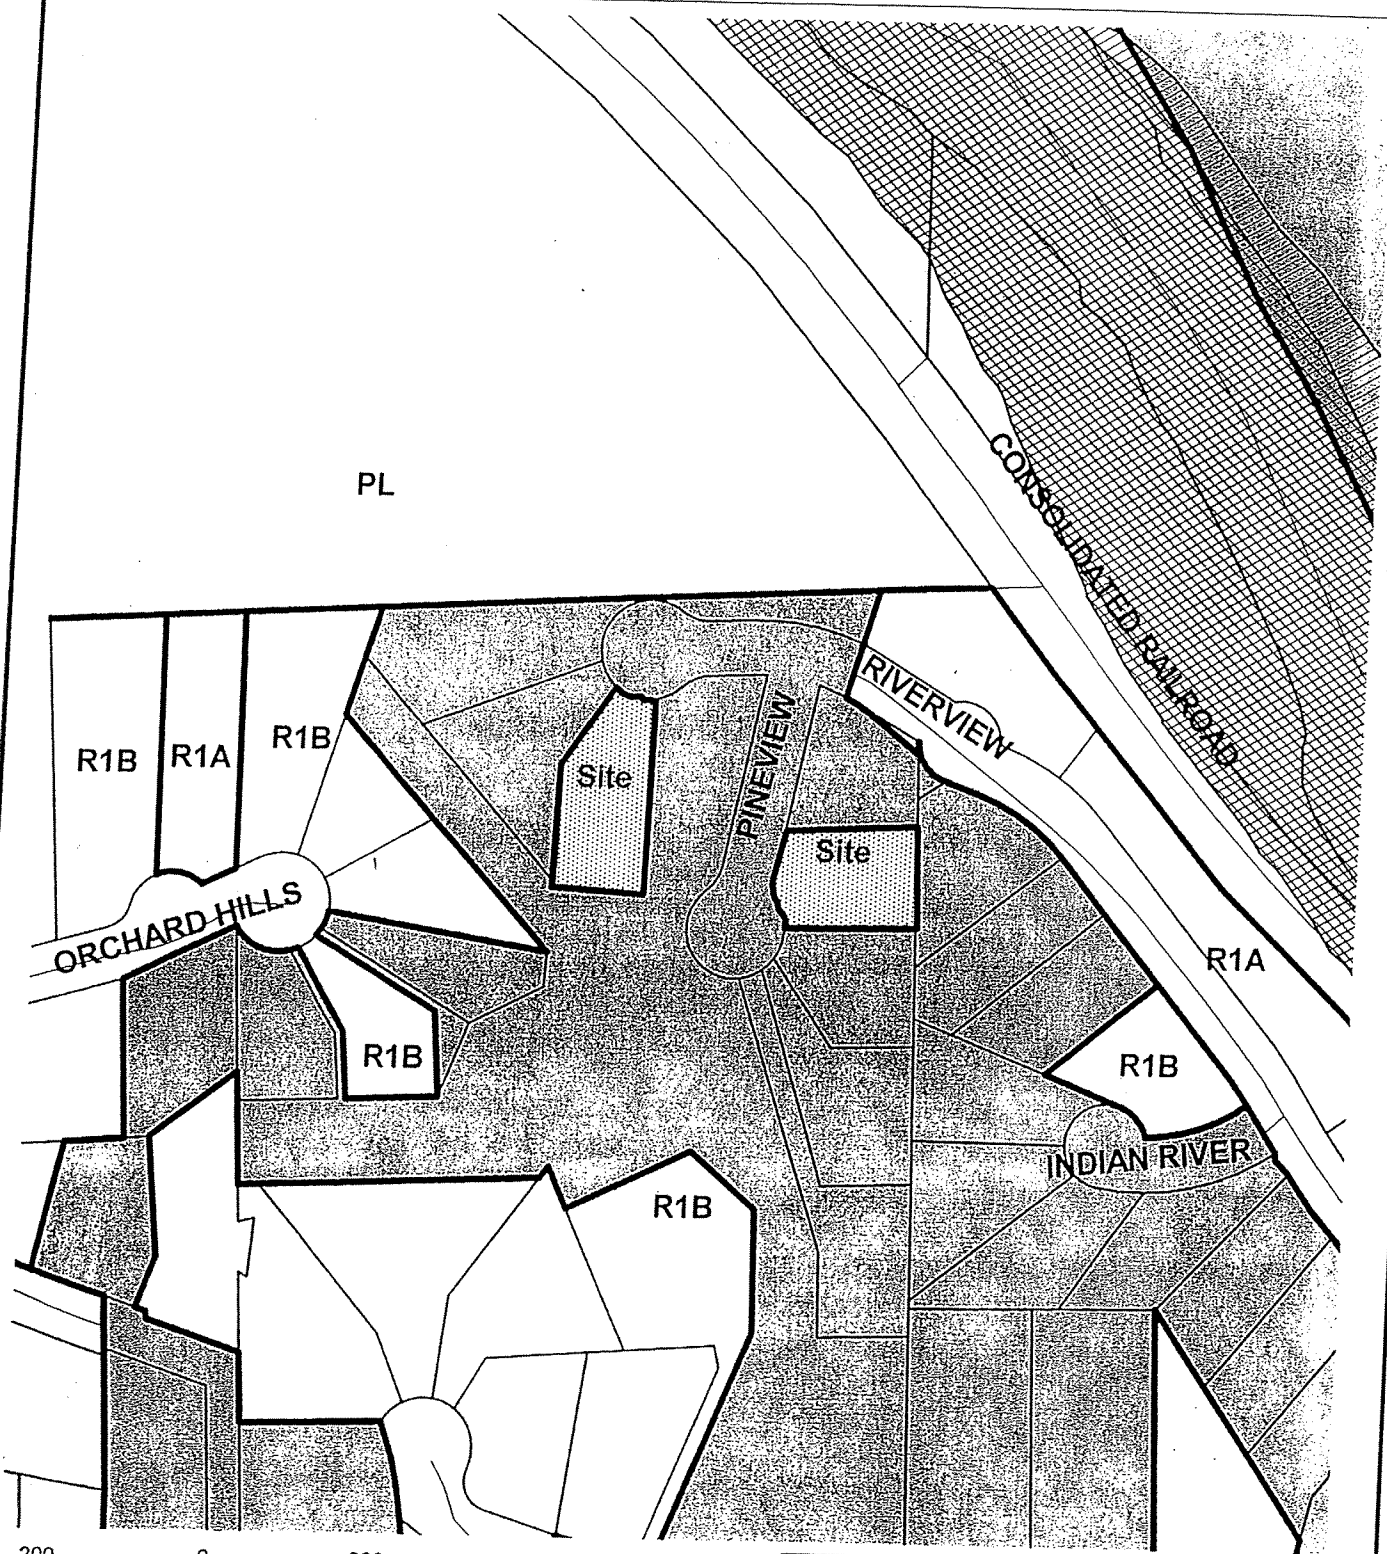 PL
CONSOLIDATED RAILROAD
RIVERVIEW
R1B
R1A
R1B
Site
PINEVIEW
Site
ORCHARD HILLS
R1A
R1B
R1B
INDIAN RIVER
R1B